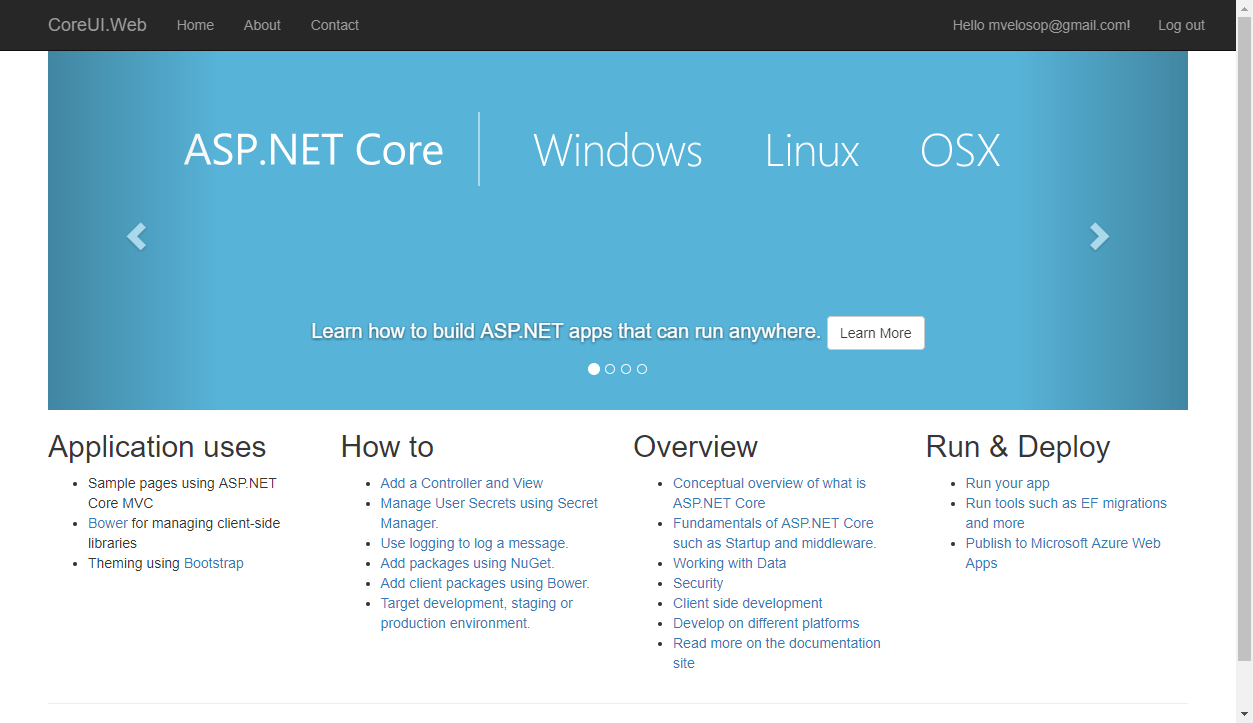 CoreUI.Web Home About Contact Hello mvelosop@gmail.com! Log out
ASP.NET Core Windows Linux OSX
Learn how to build ASP.NET apps that can run anywhere. Learn More
Application uses
Sample pages using ASP.NET
Core MVC
Bower for managing client-side
libraries
Theming using Bootstrap
How to
Add a Controller and View
Manage User Secrets using Secret
Manager.
Use logging to log a message.
Add packages using NuGet.
Add client packages using Bower.
Target development, staging or
production environment.
Overview
Conceptual overview of what is
ASP.NET Core
Fundamentals of ASP.NET Core
such as Startup and middleware.
Working with Data
Security
Client side development
Develop on different platforms
Read more on the documentation
site
Run & Deploy
Run your app
Run tools such as EF migrations
and more
Publish to Microsoft Azure Web
Apps